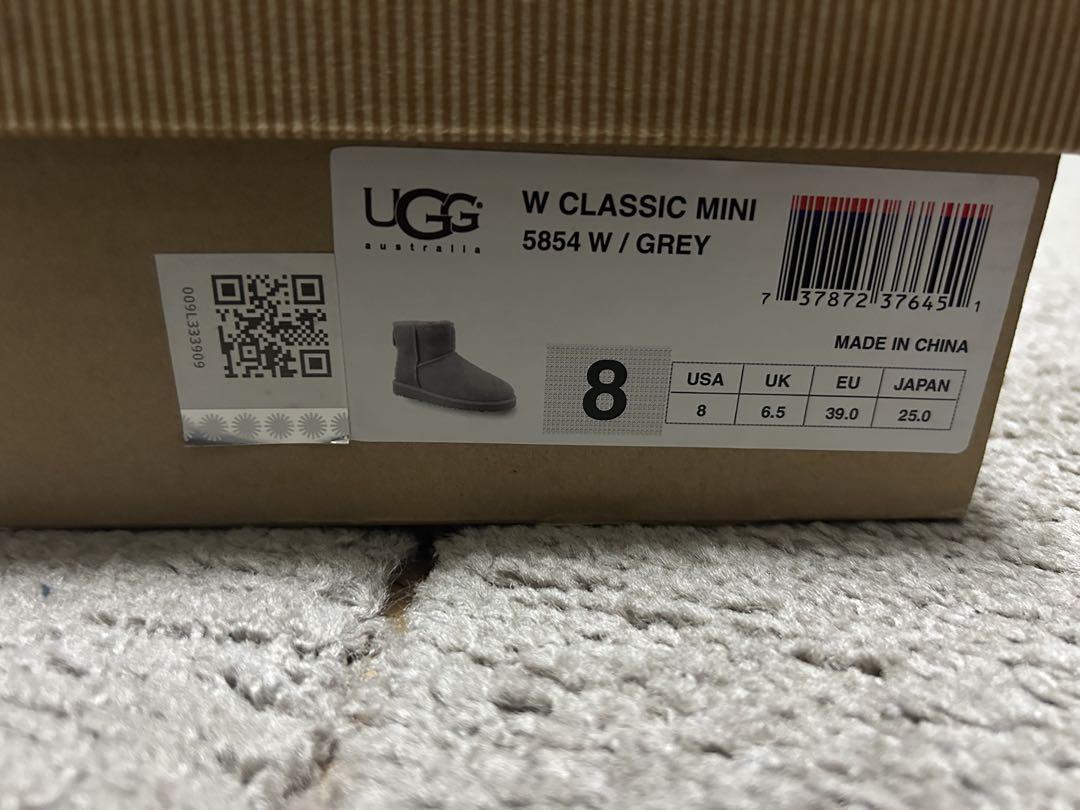 UGG
australia
W CLASSIC MINI
5854 W / GREY
7 37872 37645 1
MADE IN CHINA
009L333909
8
USA UK EU JAPAN
8 6.5 39.0 25.0